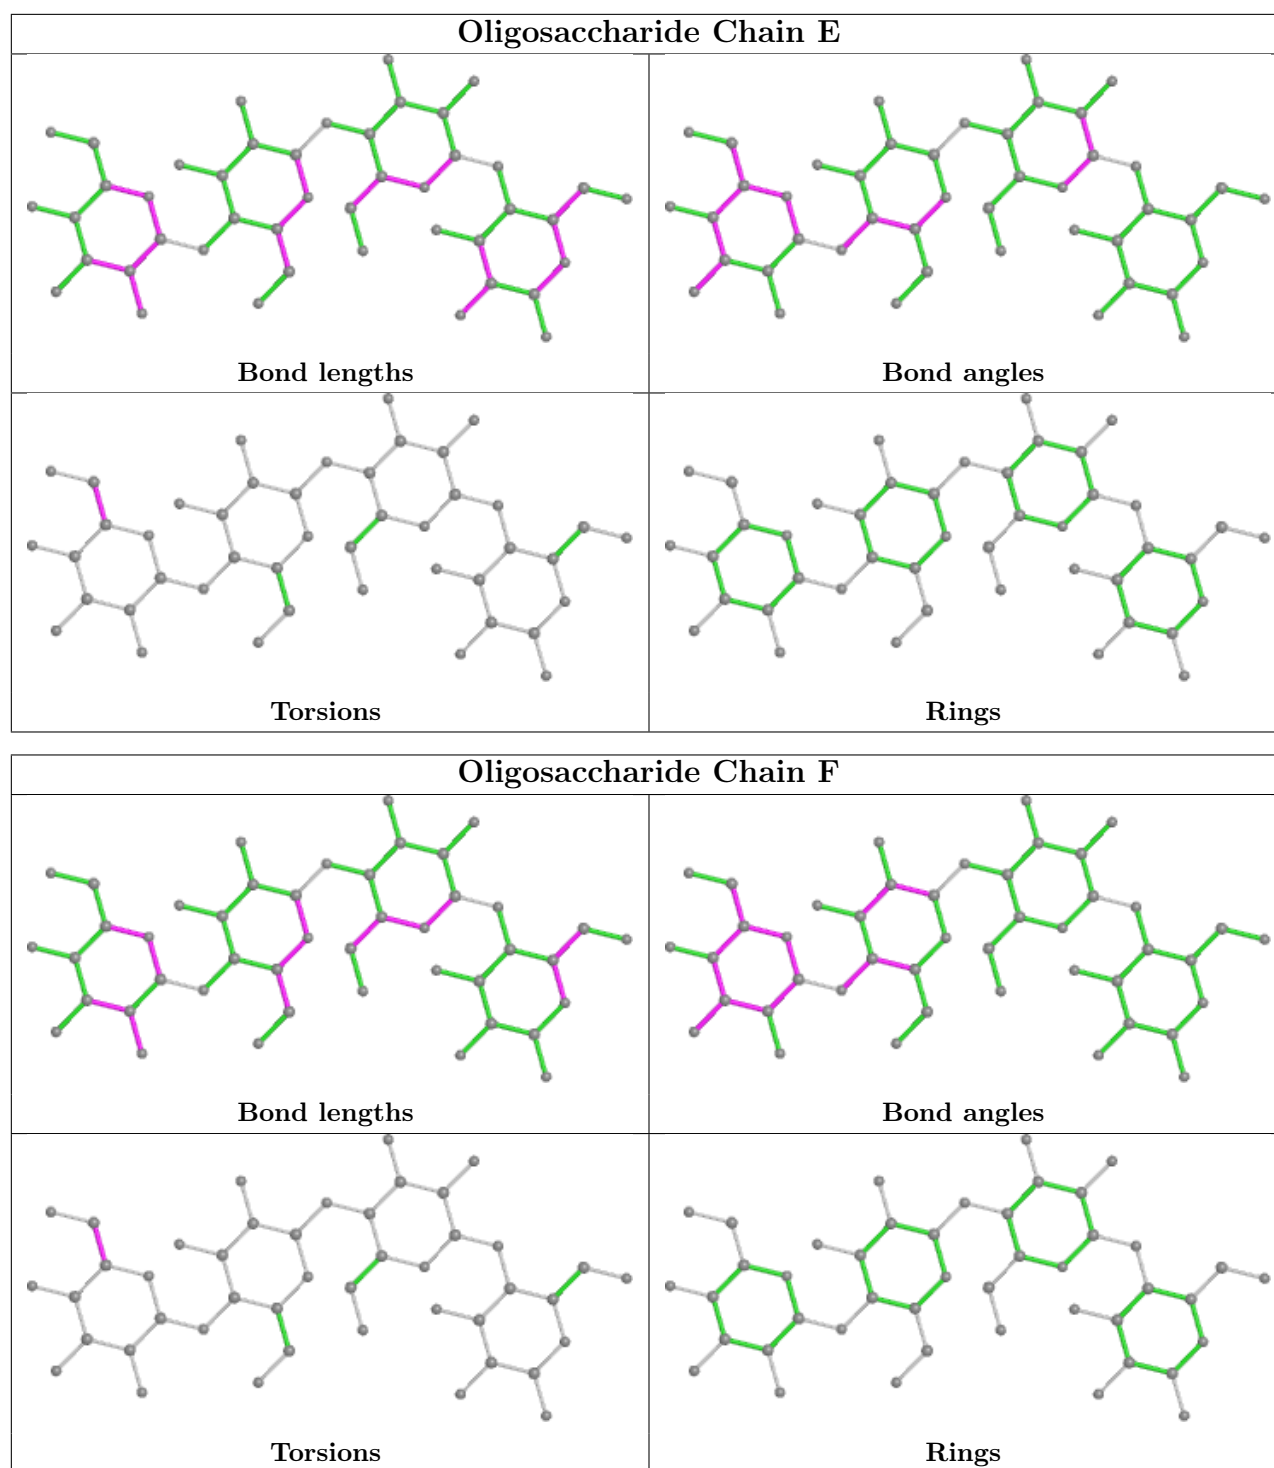 Oligosaccharide Chain E
Bond lengths
Bond angles
Torsions
Rings
Oligosaccharide Chain F
Bond lengths
Bond angles
Torsions
Rings